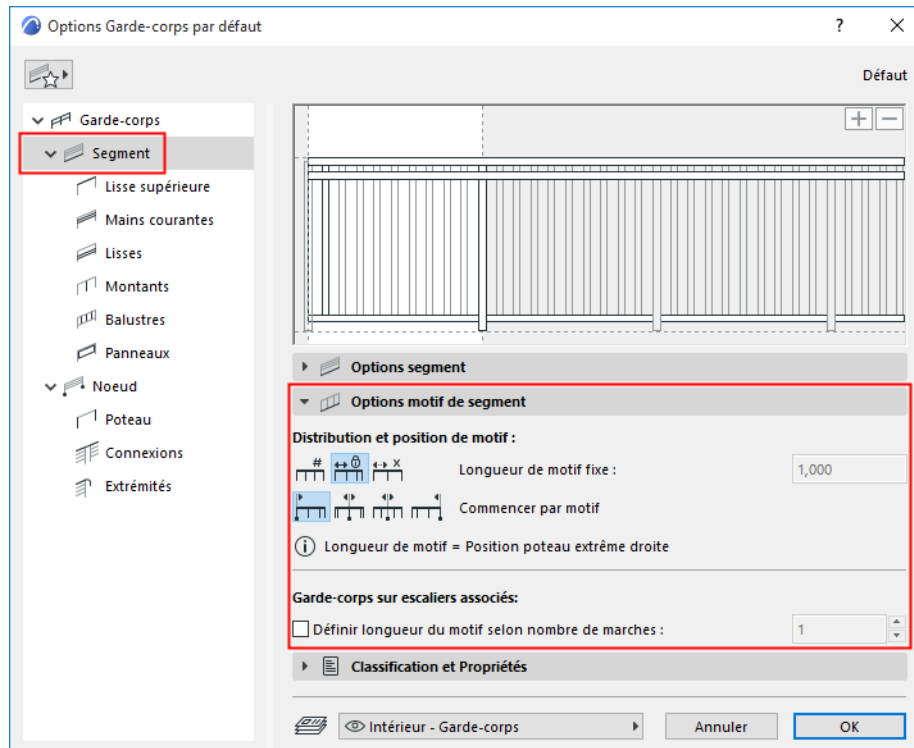 Options Garde-corps par défaut
?
Défaut
Garde-corps
Segment
Lisse supérieure
Mains courantes
Lisses
Montants
Balustres
Panneaux
Noeud
Poteau
Connexions
Extrémités
Options segment
Options motif de segment
Distribution et position de motif :
Longueur de motif fixe :
1,000
Commencer par motif
Longueur de motif = Position poteau extrême droite
Garde-corps sur escaliers associés:
Définir longueur du motif selon nombre de marches :
1
Classification et Propriétés
Intérieur - Garde-corps
Annuler
OK